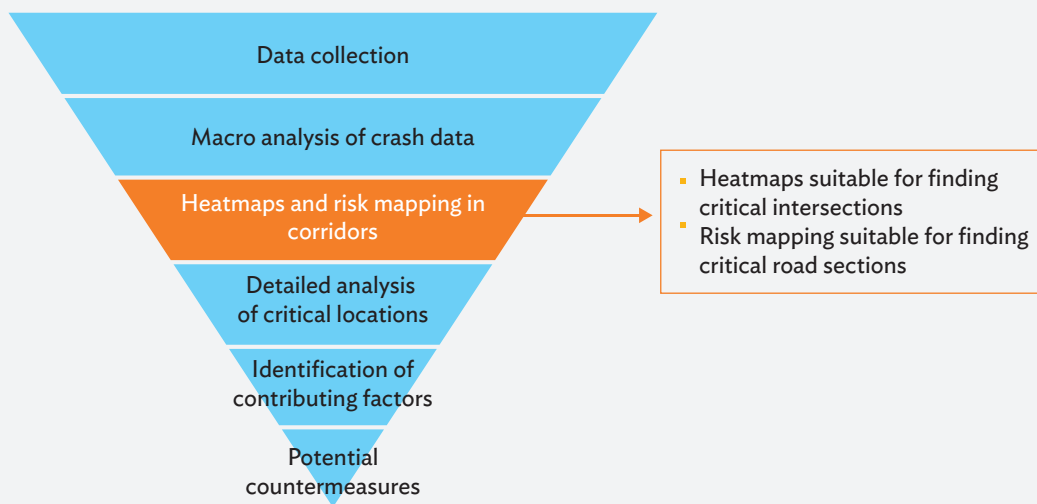 Data collection
Macro analysis of crash data
Heatmaps and risk mapping in
corridors
▪ Heatmaps suitable for finding
critical intersections
▪ Risk mapping suitable for finding
critical road sections
Detailed analysis
of critical locations
Identification of
contributing factors
Potential
countermeasures